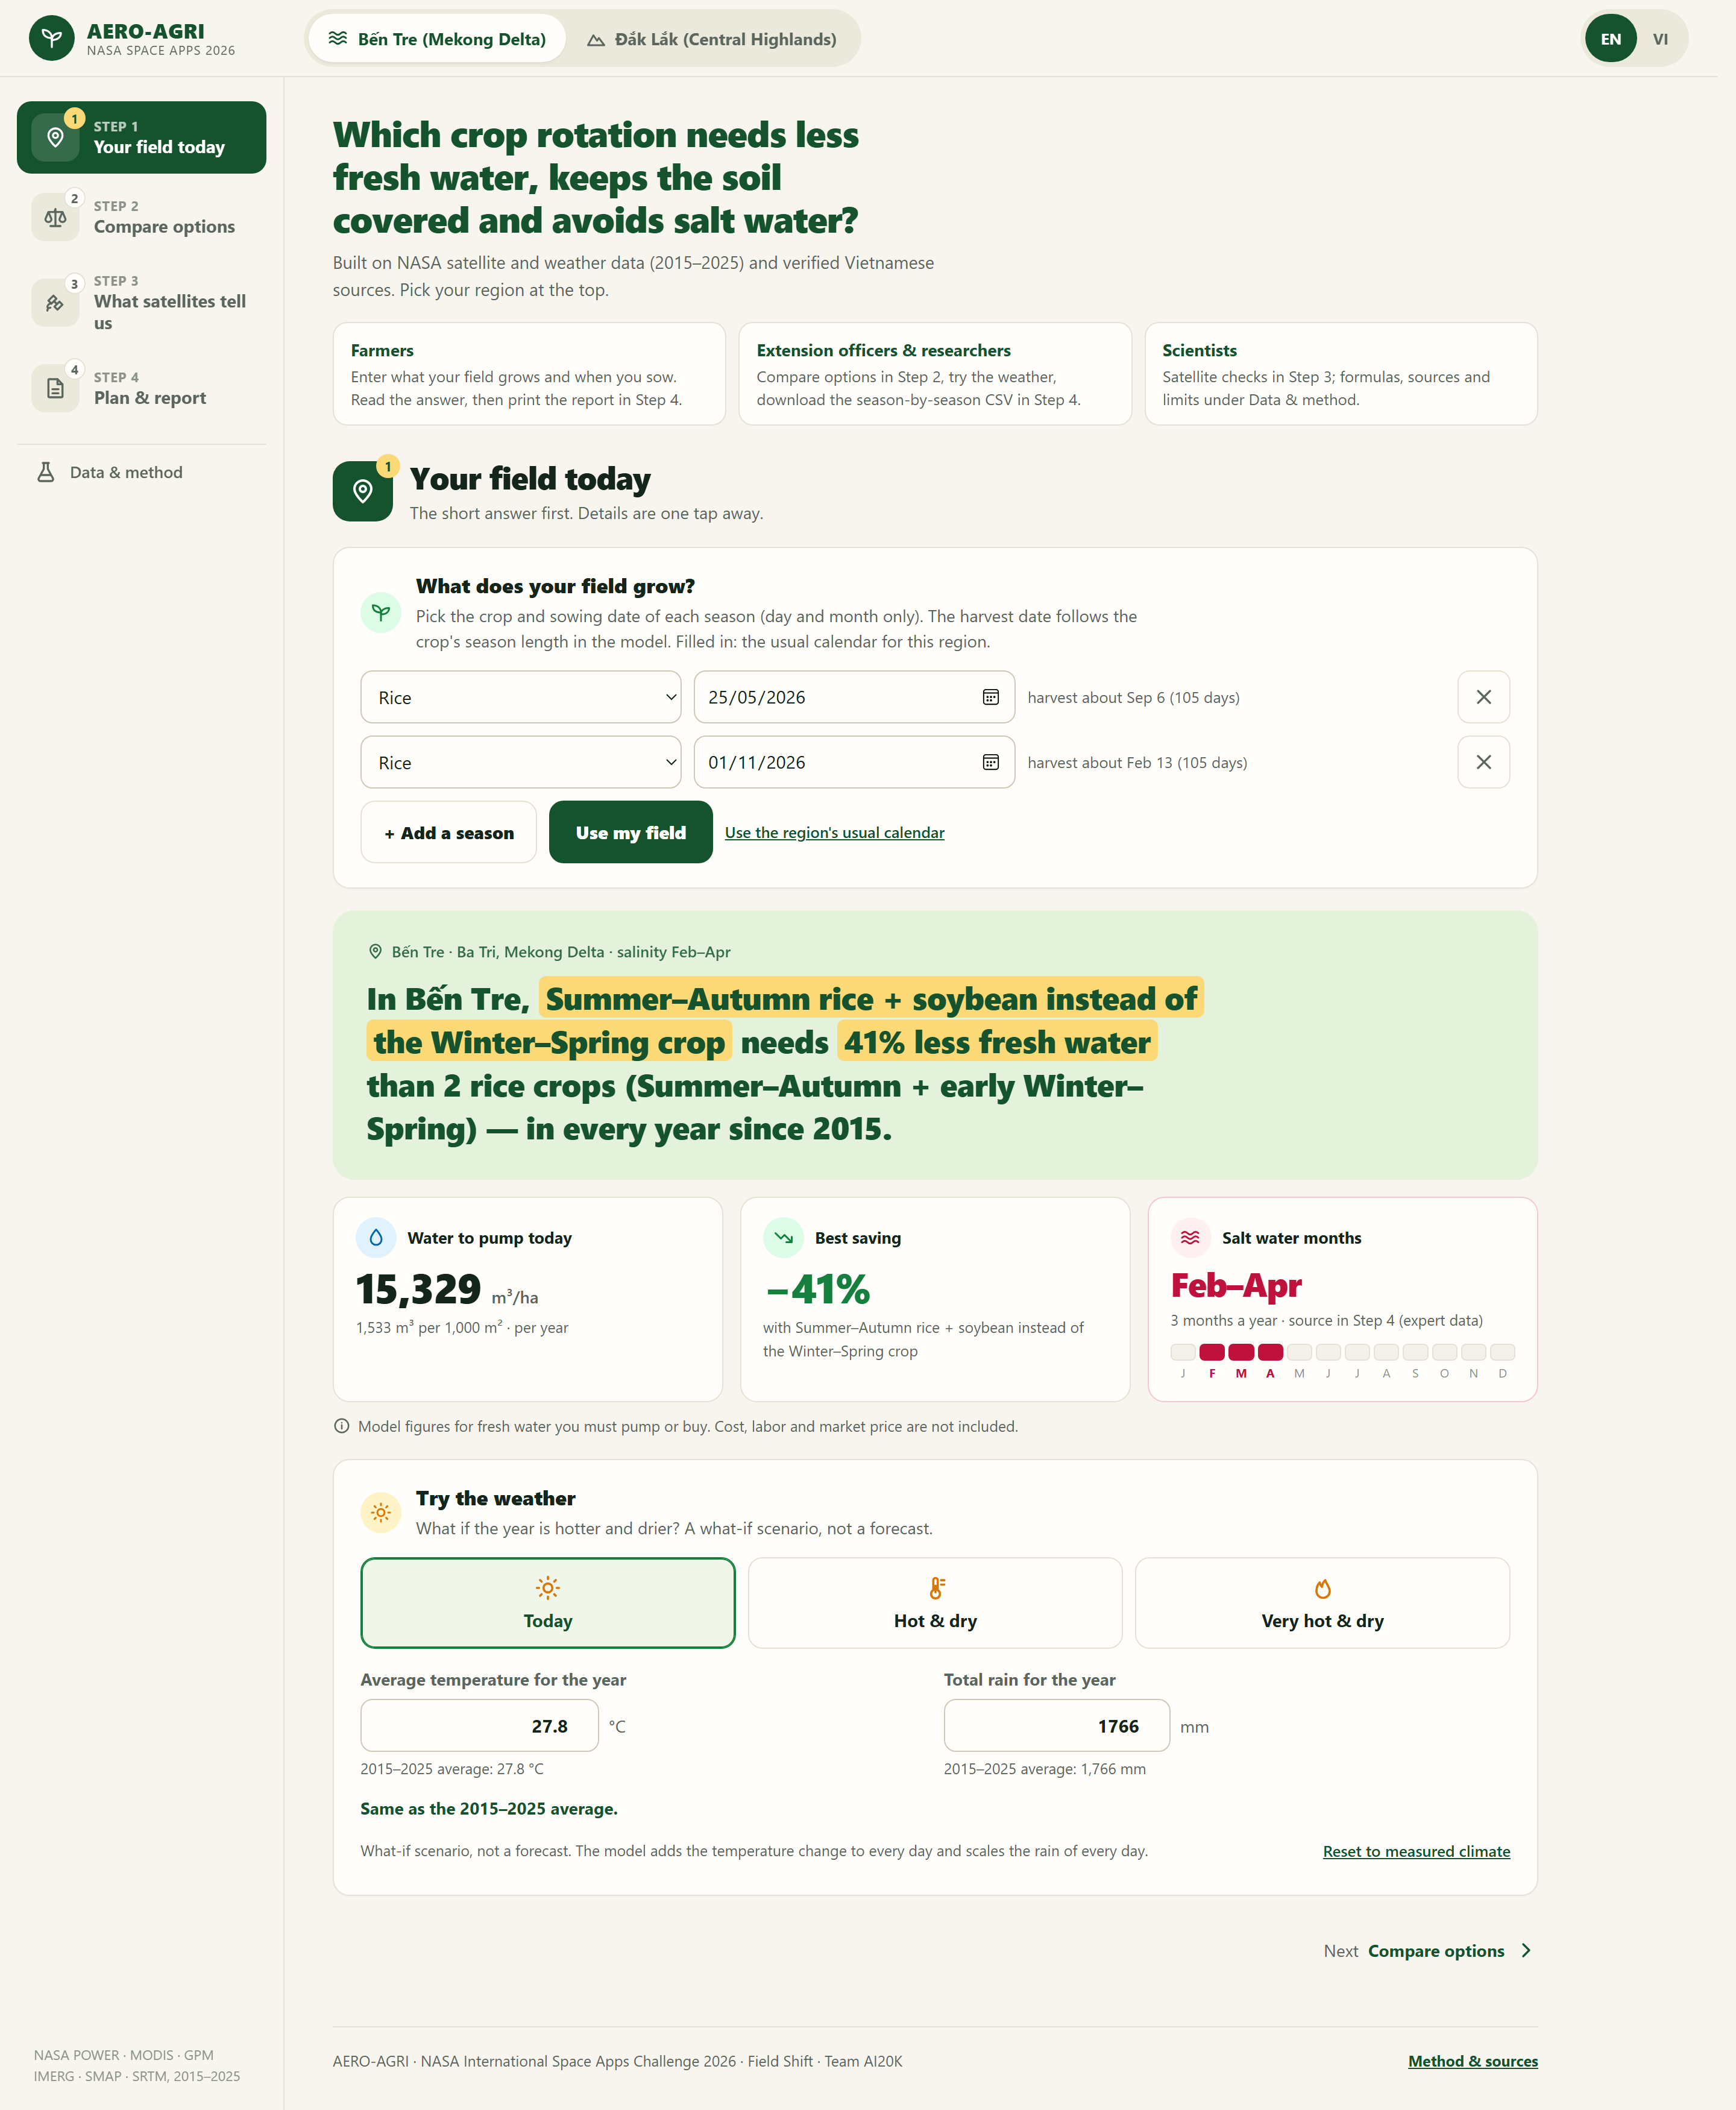 AERO-AGRI
NASA SPACE APPS 2026
Bến Tre (Mekong Delta)
Đắk Lắk (Central Highlands)
EN
VI
1
STEP 1
Your field today
2
STEP 2
Compare options
3
STEP 3
What satellites tell
us
4
STEP 4
Plan & report
Data & method
NASA POWER · MODIS · GPM
IMERG · SMAP · SRTM, 2015–2025
Which crop rotation needs less
fresh water, keeps the soil
covered and avoids salt water?
Built on NASA satellite and weather data (2015–2025) and verified Vietnamese
sources. Pick your region at the top.
Farmers
Enter what your field grows and when you sow.
Read the answer, then print the report in Step 4.
Extension officers & researchers
Compare options in Step 2, try the weather,
download the season-by-season CSV in Step 4.
Scientists
Satellite checks in Step 3; formulas, sources and
limits under Data & method.
1
Your field today
The short answer first. Details are one tap away.
What does your field grow?
Pick the crop and sowing date of each season (day and month only). The harvest date follows the
crop's season length in the model. Filled in: the usual calendar for this region.
Rice
25/05/2026
harvest about Sep 6 (105 days)
Rice
01/11/2026
harvest about Feb 13 (105 days)
+ Add a season
Use my field
Use the region's usual calendar
Bến Tre · Ba Tri, Mekong Delta · salinity Feb–Apr
In Bến Tre, Summer–Autumn rice + soybean instead of
the Winter–Spring crop needs 41% less fresh water
than 2 rice crops (Summer–Autumn + early Winter–
Spring) — in every year since 2015.
Water to pump today
15,329 m³/ha
1,533 m³ per 1,000 m² · per year
Best saving
−41%
with Summer–Autumn rice + soybean instead of
the Winter–Spring crop
Salt water months
Feb–Apr
3 months a year · source in Step 4 (expert data)
J F M A M J J A S O N D
Model figures for fresh water you must pump or buy. Cost, labor and market price are not included.
Try the weather
What if the year is hotter and drier? A what-if scenario, not a forecast.
Today
Hot & dry
Very hot & dry
Average temperature for the year
27.8 °C
2015–2025 average: 27.8 °C
Total rain for the year
1766 mm
2015–2025 average: 1,766 mm
Same as the 2015–2025 average.
What-if scenario, not a forecast. The model adds the temperature change to every day and scales the rain of every day.
Reset to measured climate
Next Compare options
AERO-AGRI · NASA International Space Apps Challenge 2026 · Field Shift · Team AI20K
Method & sources